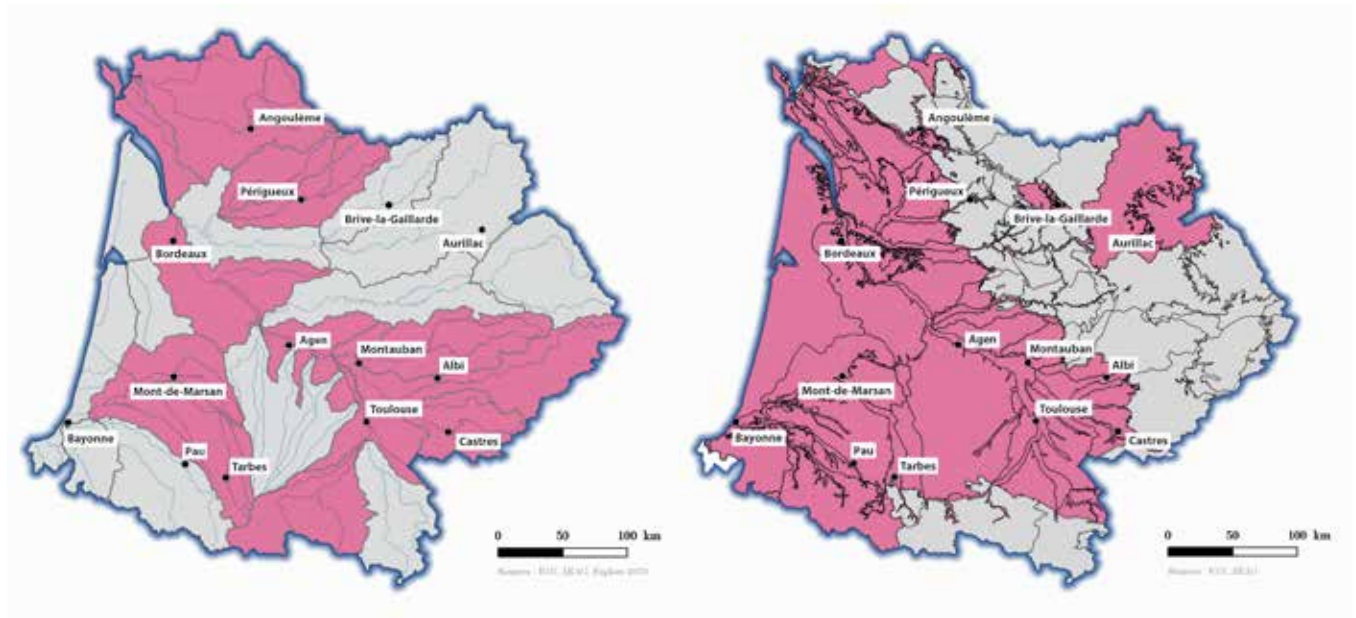 Angoulême
Périgueux
Brive-la-Gaillarde
Aurillac
Bordeaux
Agen
Montauban
Albi
Mont-de-Marsan
Toulouse
Castres
Bayonne
Pau
Tarbes
0 50 100 km
Angoulême
Périgueux
Brive-la-Gaillarde
Aurillac
Bordeaux
Agen
Montauban
Albi
Mont-de-Marsan
Toulouse
Castres
Bayonne
Pau
Tarbes
0 50 100 km